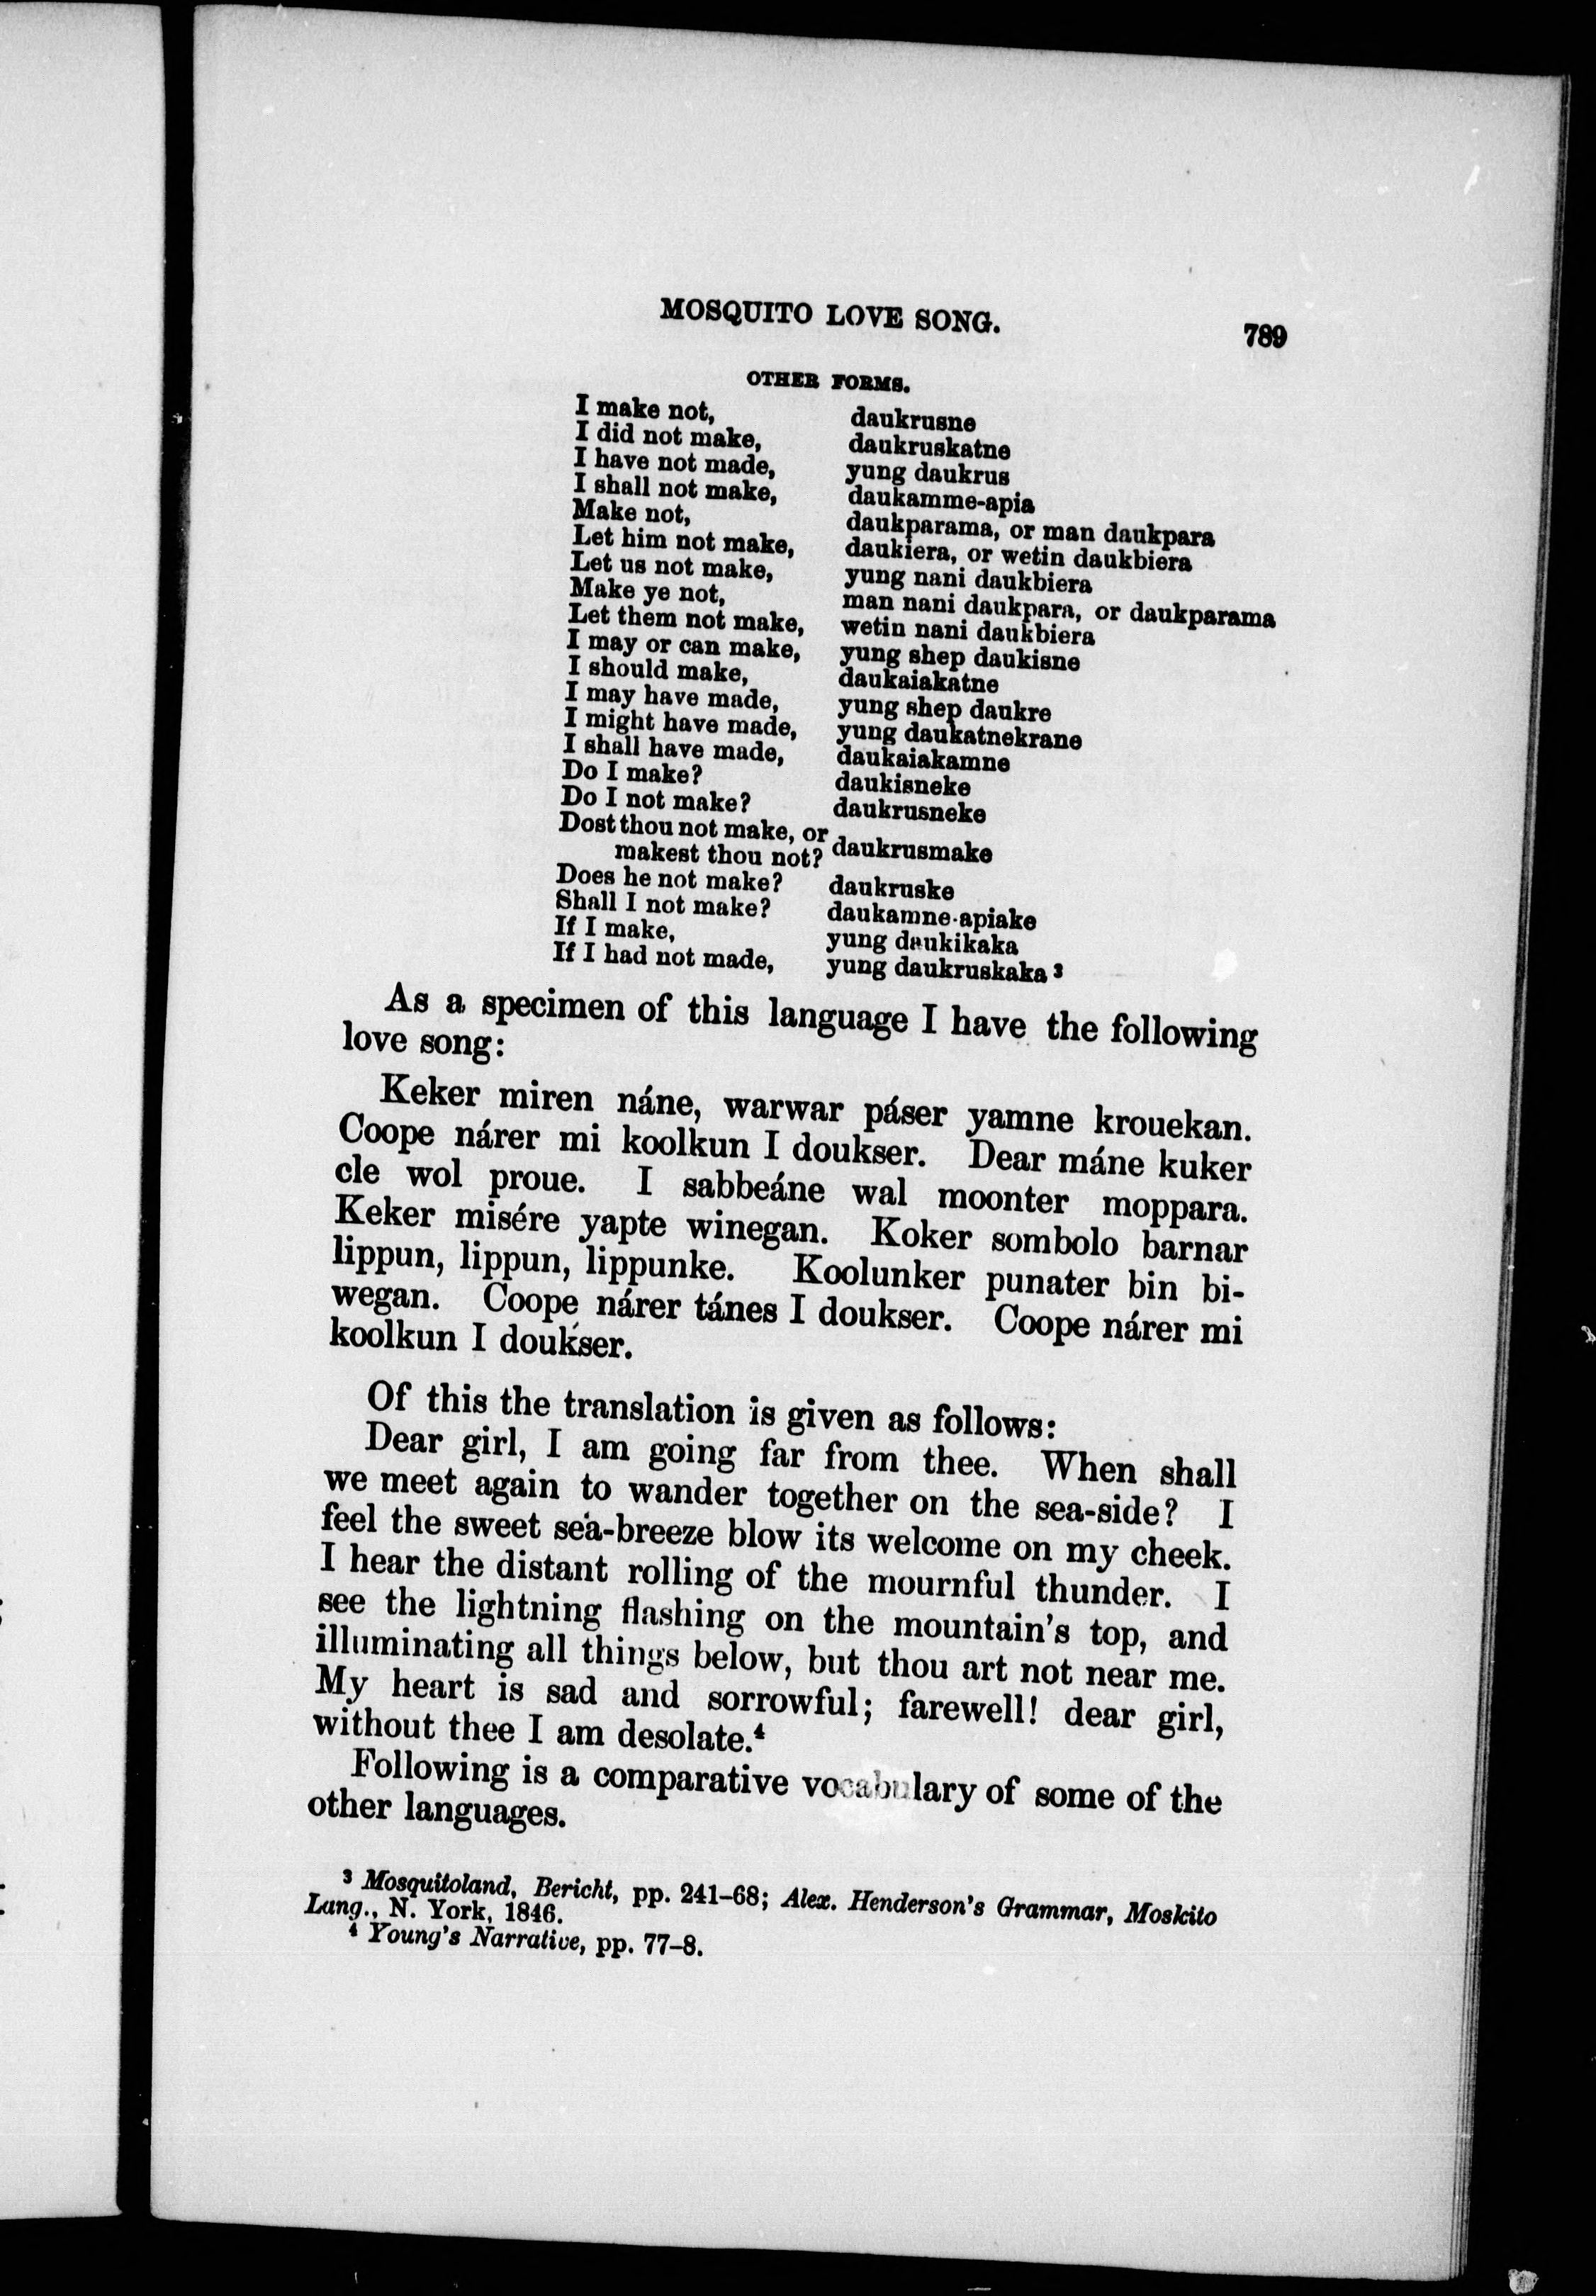 MOSQUITO LOVE SONG. 789
OTHER FORMS.
I make not, daukrusne
I did not make, daukruskatne
I have not made, yung daukrus
I shall not make, daukamme-apia
Make not, daukparama, or man daukpara
Let him not make, daukiera, or wetin daukbiera
Let us not make, yung nani daukbiera
Make ye not, man nani daukpara, or daukparama
Let them not make, wetin nani daukbiera
I may or can make, yung shep daukisne
I should make, daukaiakatne
I may have made, yung shep daukre
I might have made, yung daukatnekrane
I shall have made, daukaiakamne
Do I make? daukisneke
Do I not make? daukrusneke
Dost thou not make, or
makest thou not? daukrusmake
Does he not make? daukruske
Shall I not make? daukamne-apiake
If I make, yung daukikaka
If I had not made, yung daukruskaka ³
As a specimen of this language I have the following
love song:
Keker miren náne, warwar páser yamne krouekan.
Coope nárer mi koolkun I doukser. Dear máne kuker
cle wol proue. I sabbeáne wal moonter moppara.
Keker misére yapte winegan. Koker sombolo barnar
lippun, lippun, lippunke. Koolunker punater bin bi-
wegan. Coope nárer tánes I doukser. Coope nárer mi
koolkun I doukser.
Of this the translation is given as follows:
Dear girl, I am going far from thee. When shall
we meet again to wander together on the sea-side? I
feel the sweet sea-breeze blow its welcome on my cheek.
I hear the distant rolling of the mournful thunder. I
see the lightning flashing on the mountain's top, and
illuminating all things below, but thou art not near me.
My heart is sad and sorrowful; farewell! dear girl,
without thee I am desolate.⁴
Following is a comparative vocabulary of some of the
other languages.
³ Mosquitoland, Bericht, pp. 241-68; Alex. Henderson's Grammar, Moskito
Lang., N. York, 1846.
⁴ Young's Narrative, pp. 77-8.